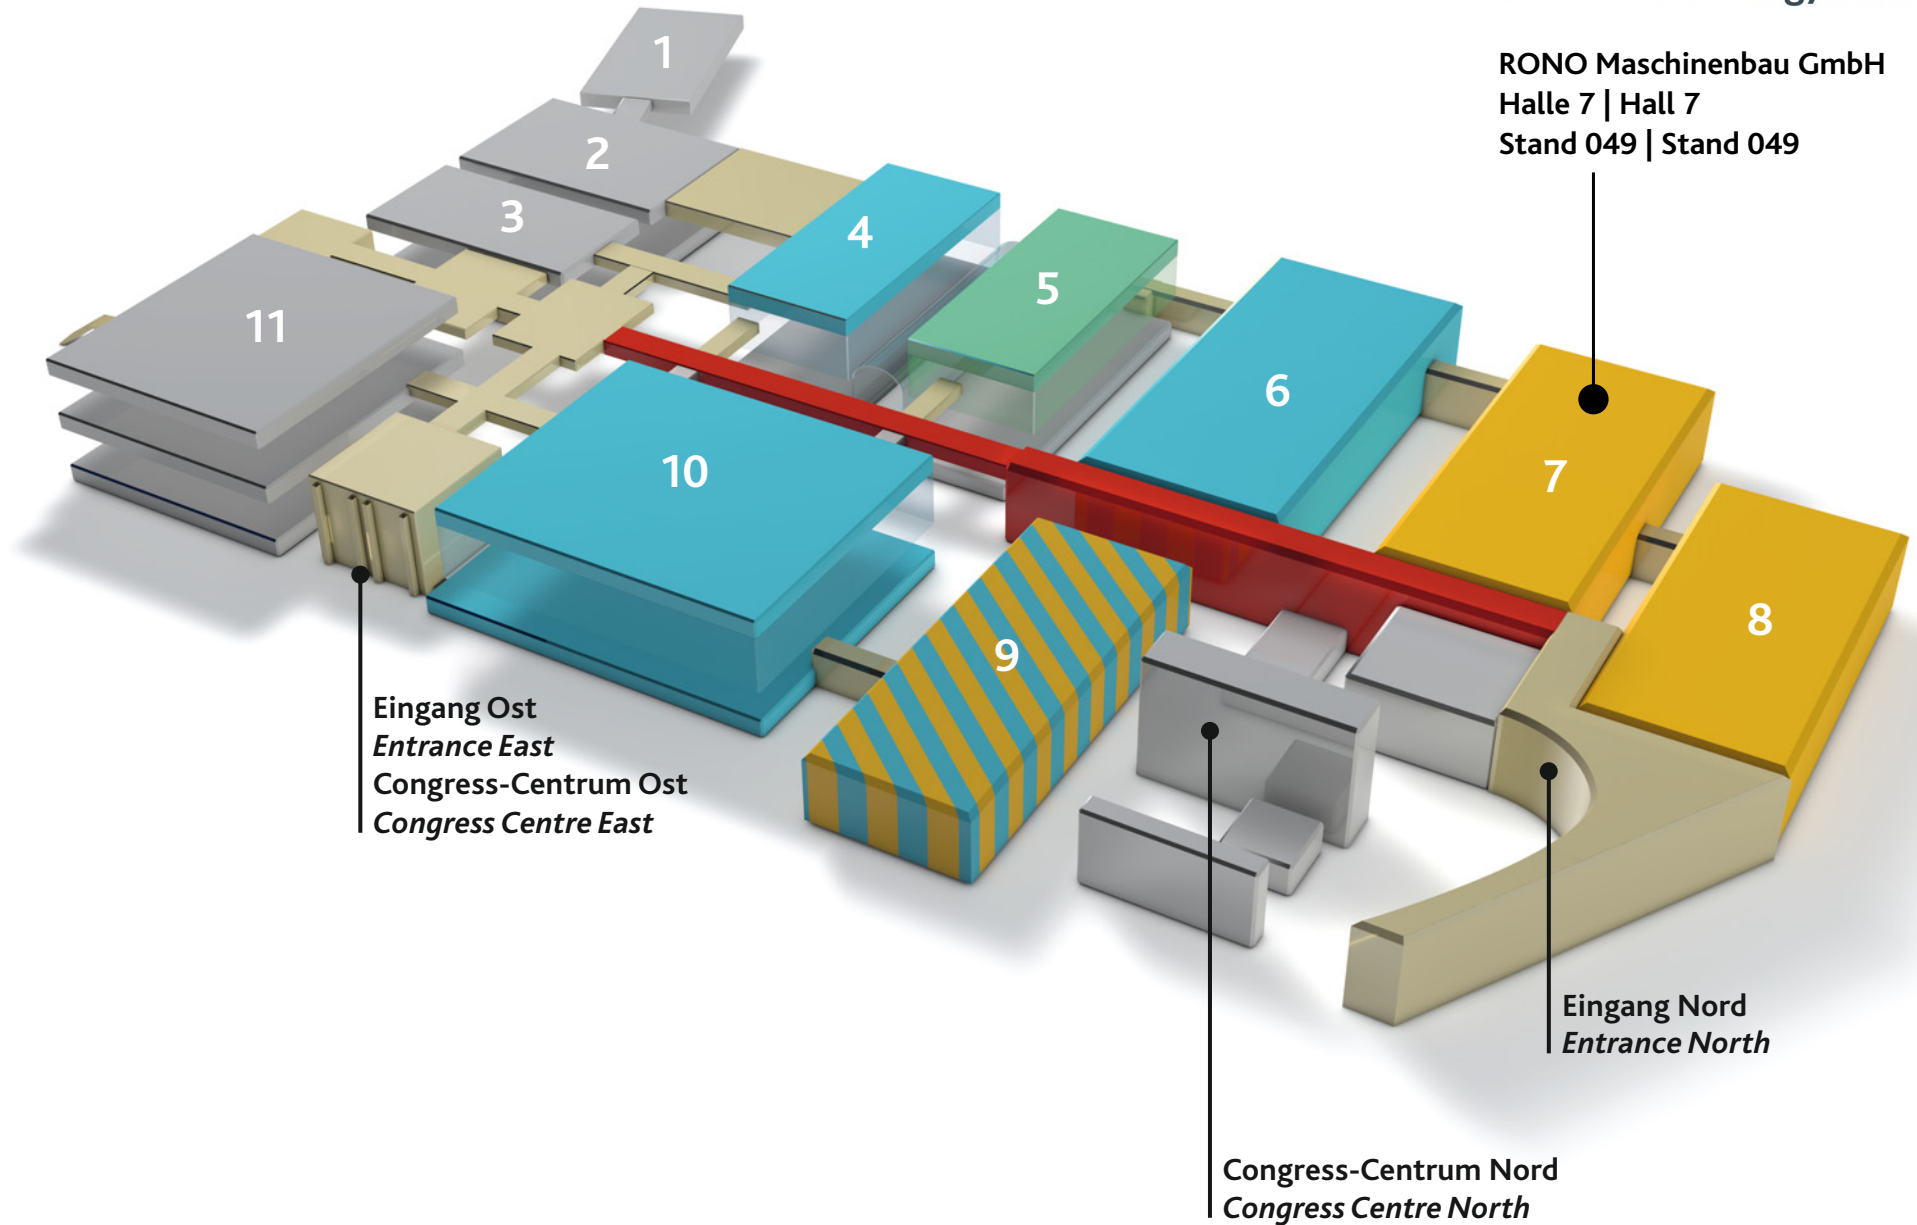 RONO Maschinenbau GmbH
Halle 7 | Hall 7
Stand 049 | Stand 049
1
2
3
4
5
11
6
10
7
8
9
Eingang Ost
Entrance East
Congress-Centrum Ost
Congress Centre East
Eingang Nord
Entrance North
Congress-Centrum Nord
Congress Centre North